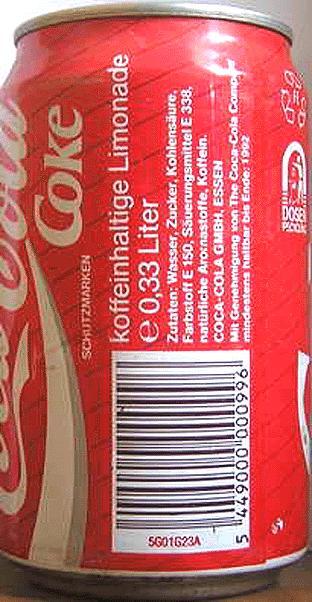 Coca-Cola
Coke
SCHUTZMARKEN
koffeinhaltige Limonade
e 0,33 Liter
Zutaten: Wasser, Zucker, Kohlensäure,
Farbstoff E 150, Säuerungsmittel E 338,
natürliche Aromastoffe, Koffein.
COCA-COLA GMBH, ESSEN
Mit Genehmigung von The Coca-Cola Company
mindestens haltbar bis Ende: 1992
5G01G23A
5 449000 000996
DOSEN